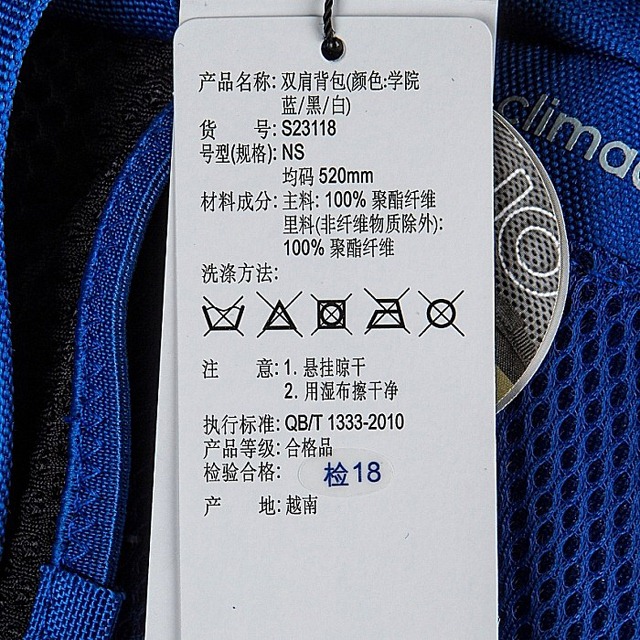 产品名称: 双肩背包(颜色:学院
蓝/黑/白)
货 号: S23118
号型(规格): NS
均码 520mm
材料成分: 主料: 100% 聚酯纤维
里料(非纤维物质除外):
100% 聚酯纤维
洗涤方法:
注 意: 1. 悬挂晾干
2. 用湿布擦干净
执行标准: QB/T 1333-2010
产品等级: 合格品
检验合格: 检18
产 地: 越南